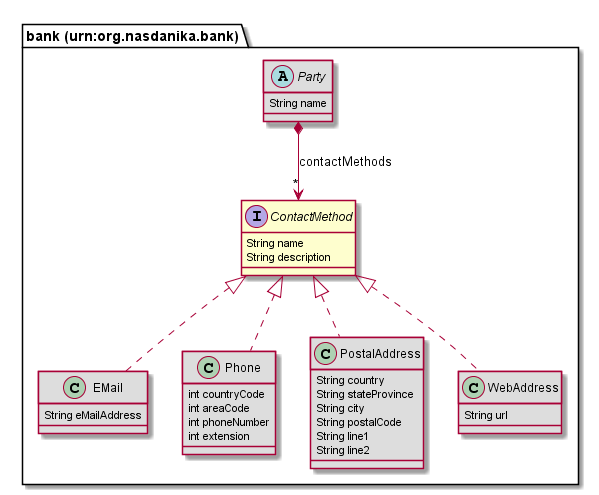 bank (urn:org.nasdanika.bank)
A Party
String name
contactMethods
*
I ContactMethod
String name
String description
C EMail
String eMailAddress
C Phone
int countryCode
int areaCode
int phoneNumber
int extension
C PostalAddress
String country
String stateProvince
String city
String postalCode
String line1
String line2
C WebAddress
String url